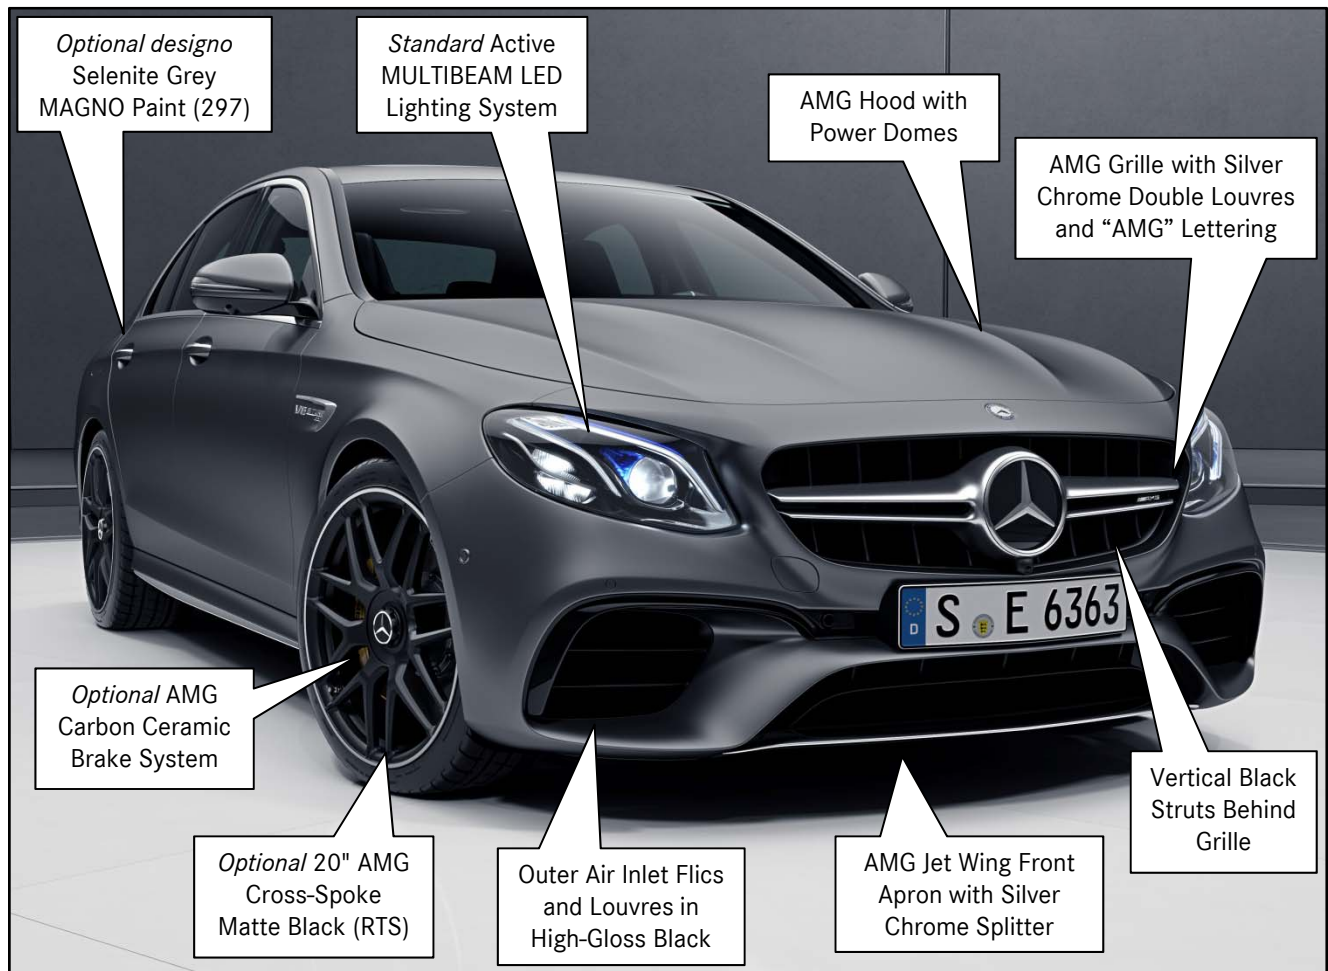 Optional designo
Selenite Grey
MAGNO Paint (297)
Standard Active
MULTIBEAM LED
Lighting System
AMG Hood with
Power Domes
AMG Grille with Silver
Chrome Double Louvres
and “AMG” Lettering
AMG
D
S E 6363
Optional AMG
Carbon Ceramic
Brake System
Vertical Black
Struts Behind
Grille
Optional 20" AMG
Cross-Spoke
Matte Black (RTS)
Outer Air Inlet Flics
and Louvres in
High-Gloss Black
AMG Jet Wing Front
Apron with Silver
Chrome Splitter